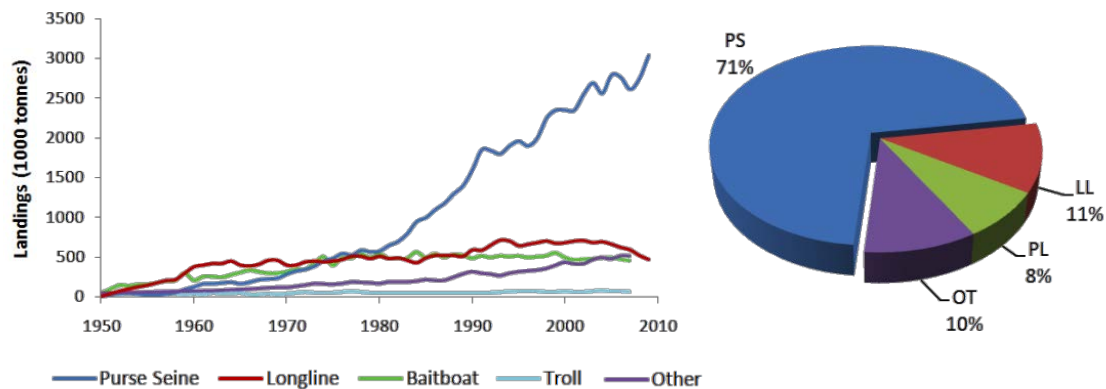 Landings (1000 tonnes)
3500
3000
2500
2000
1500
1000
500
0
1950 1960 1970 1980 1990 2000 2010
Purse Seine Longline Baitboat Troll Other
PS
71%
LL
11%
PL
8%
OT
10%